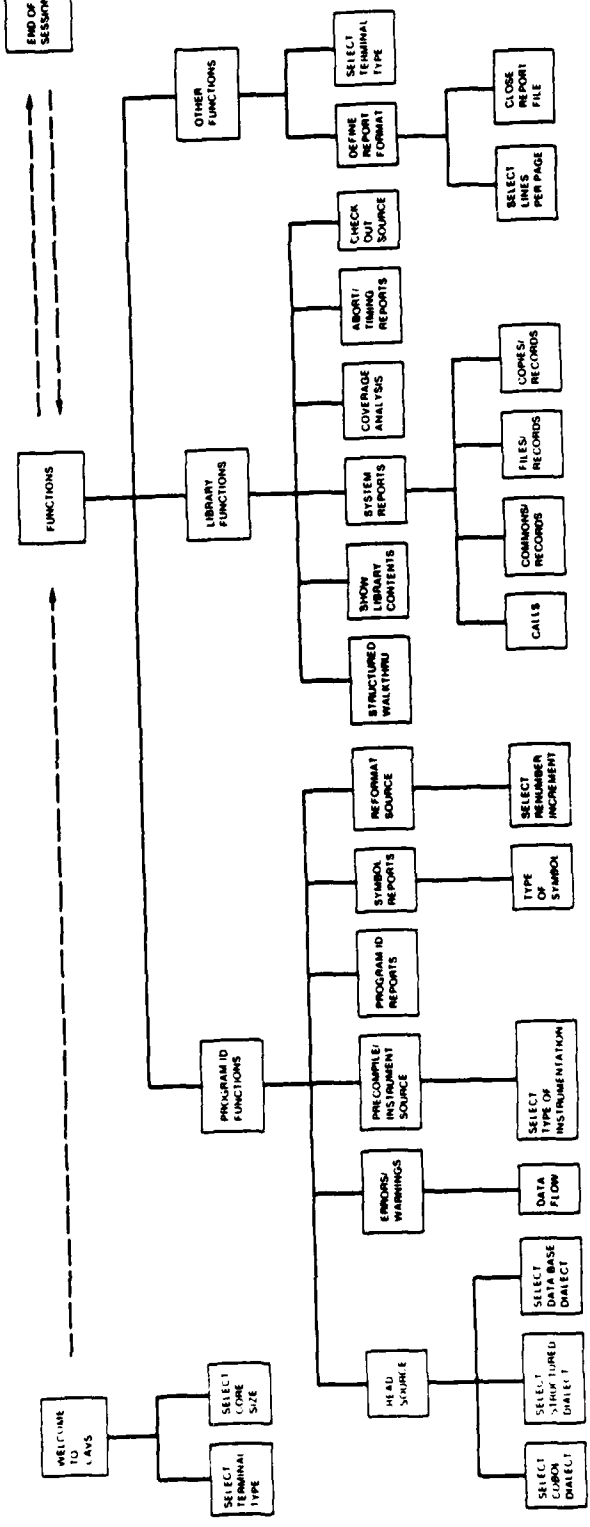 END OF
SESSION
FUNCTIONS
WELCOME
TO
CAVS
SELECT
TERMINAL
TYPE
SELECT
CORE
SIZE
PROGRAM ID
FUNCTIONS
LIBRARY
FUNCTIONS
OTHER
FUNCTIONS
READ
SOURCE
ERRORS/
WARNINGS
PRECOMPILE/
INSTRUMENT
SOURCE
PROGRAM ID
REPORTS
SYMBOL
REPORTS
REFORMAT
SOURCE
STRUCTURED
WALKTHRU
SHOW
LIBRARY
CONTENTS
SYSTEM
REPORTS
COVERAGE
ANALYSIS
ABORT/
TIMING
REPORTS
CHECK
OUT
SOURCE
DEFINE
REPORT
FORMAT
SELECT
TERMINAL
TYPE
SELECT
COBOL
DIALECT
SELECT
STRUCTURED
DIALECT
SELECT
DATA BASE
DIALECT
DATA
FLOW
SELECT
TYPE OF
INSTRUMENTATION
TYPE
OF
SYMBOL
SELECT
RENUMBER
INCREMENT
CALLS
COMMONS/
RECORDS
FILES/
RECORDS
COPIES/
RECORDS
SELECT
LINES
PER PAGE
CLOSE
REPORT
FILE